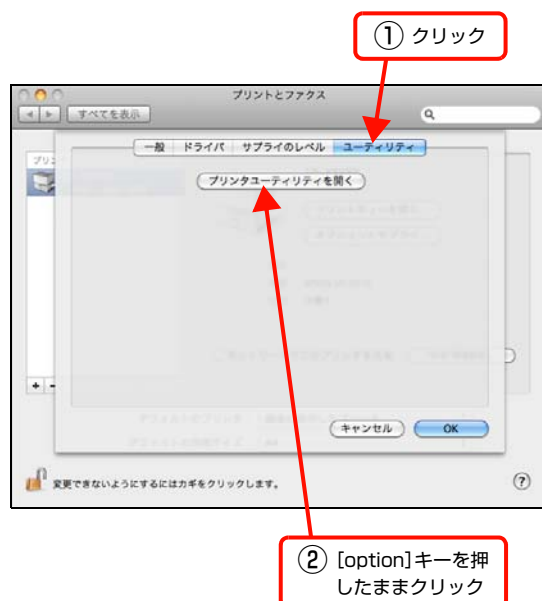 ① クリック
プリントとファクス
すべてを表示
一般 ドライバ サプライのレベル ユーティリティ
プリンタユーティリティを開く
キャンセル OK
変更できないようにするにはカギをクリックします。
② [option]キーを押
したままクリック